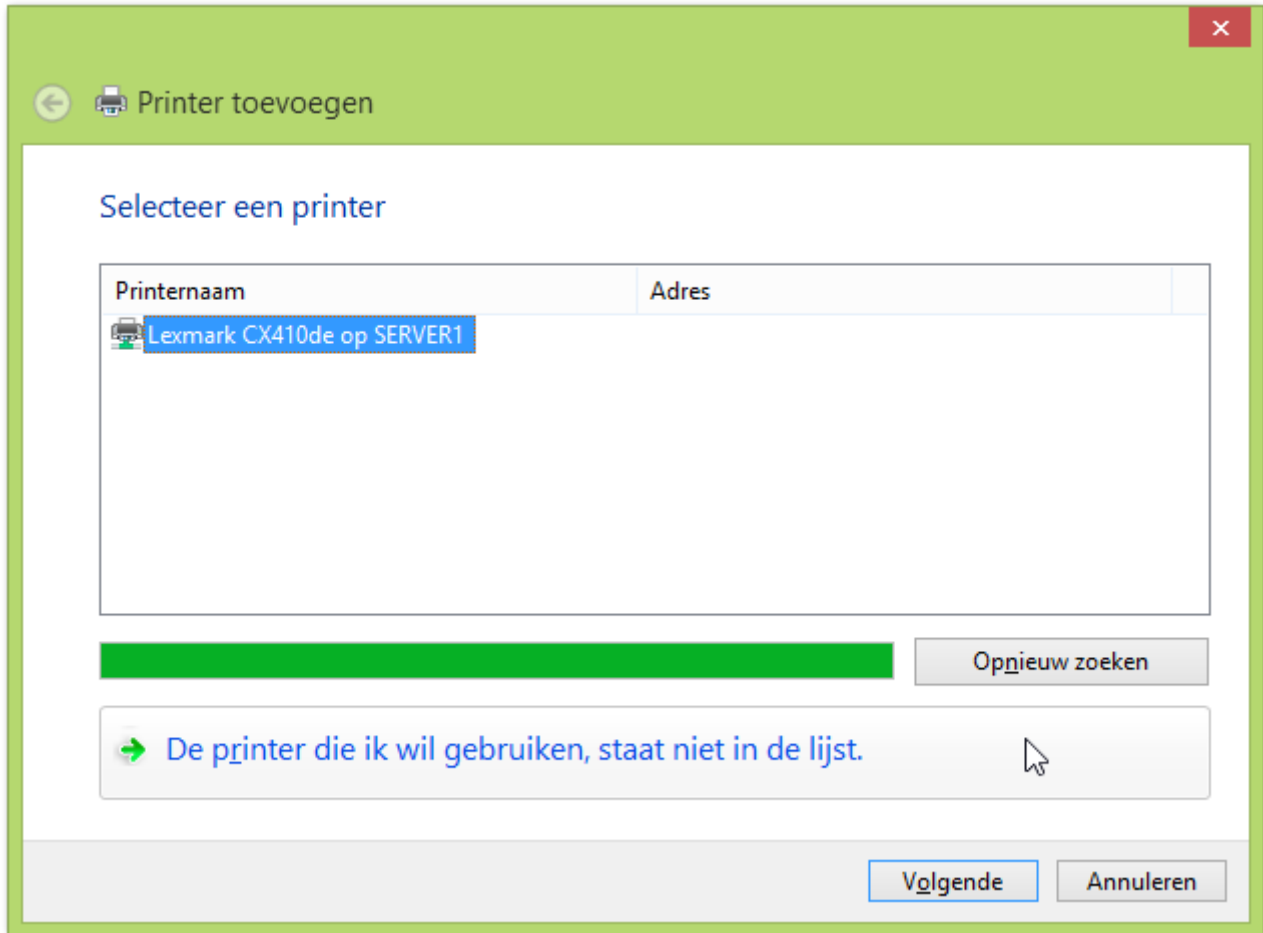 Printer toevoegen
Selecteer een printer
Printernaam Adres
Lexmark CX410de op SERVER1
Opnieuw zoeken
De printer die ik wil gebruiken, staat niet in de lijst.
Volgende Annuleren